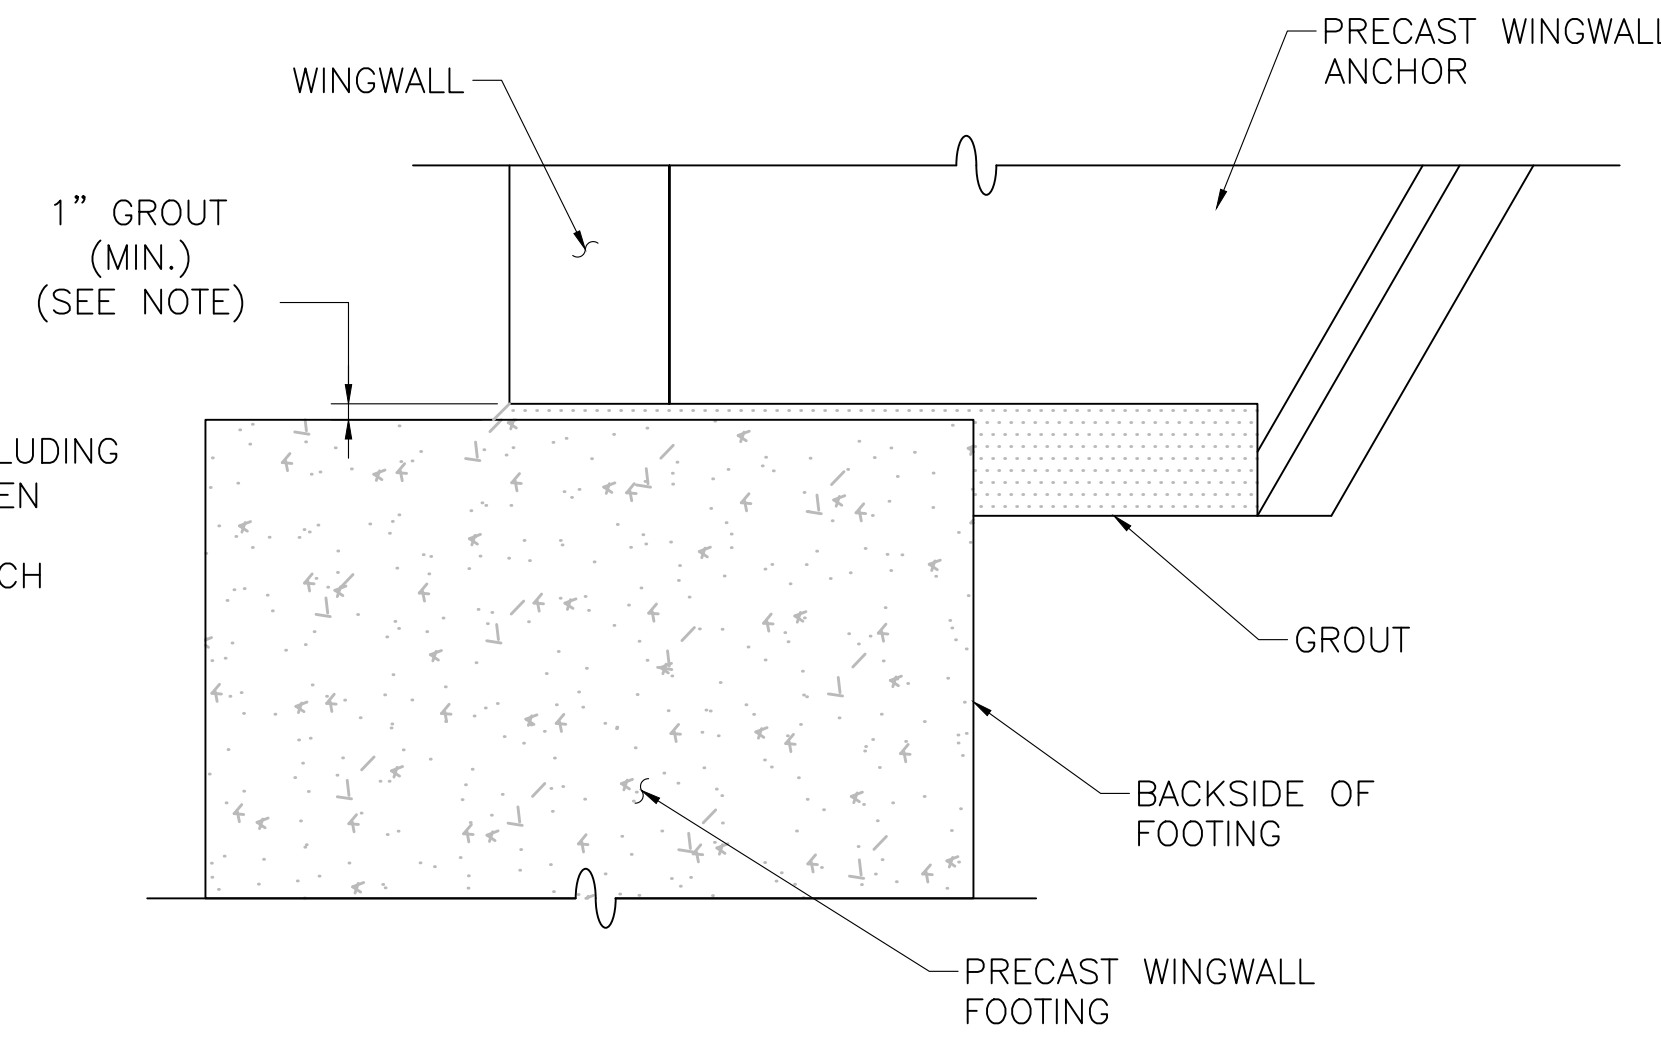 PRECAST WINGWALL
ANCHOR
WINGWALL
1” GROUT
(MIN.)
(SEE NOTE)
LUDING
EN
CH
GROUT
BACKSIDE OF
FOOTING
PRECAST WINGWALL
FOOTING